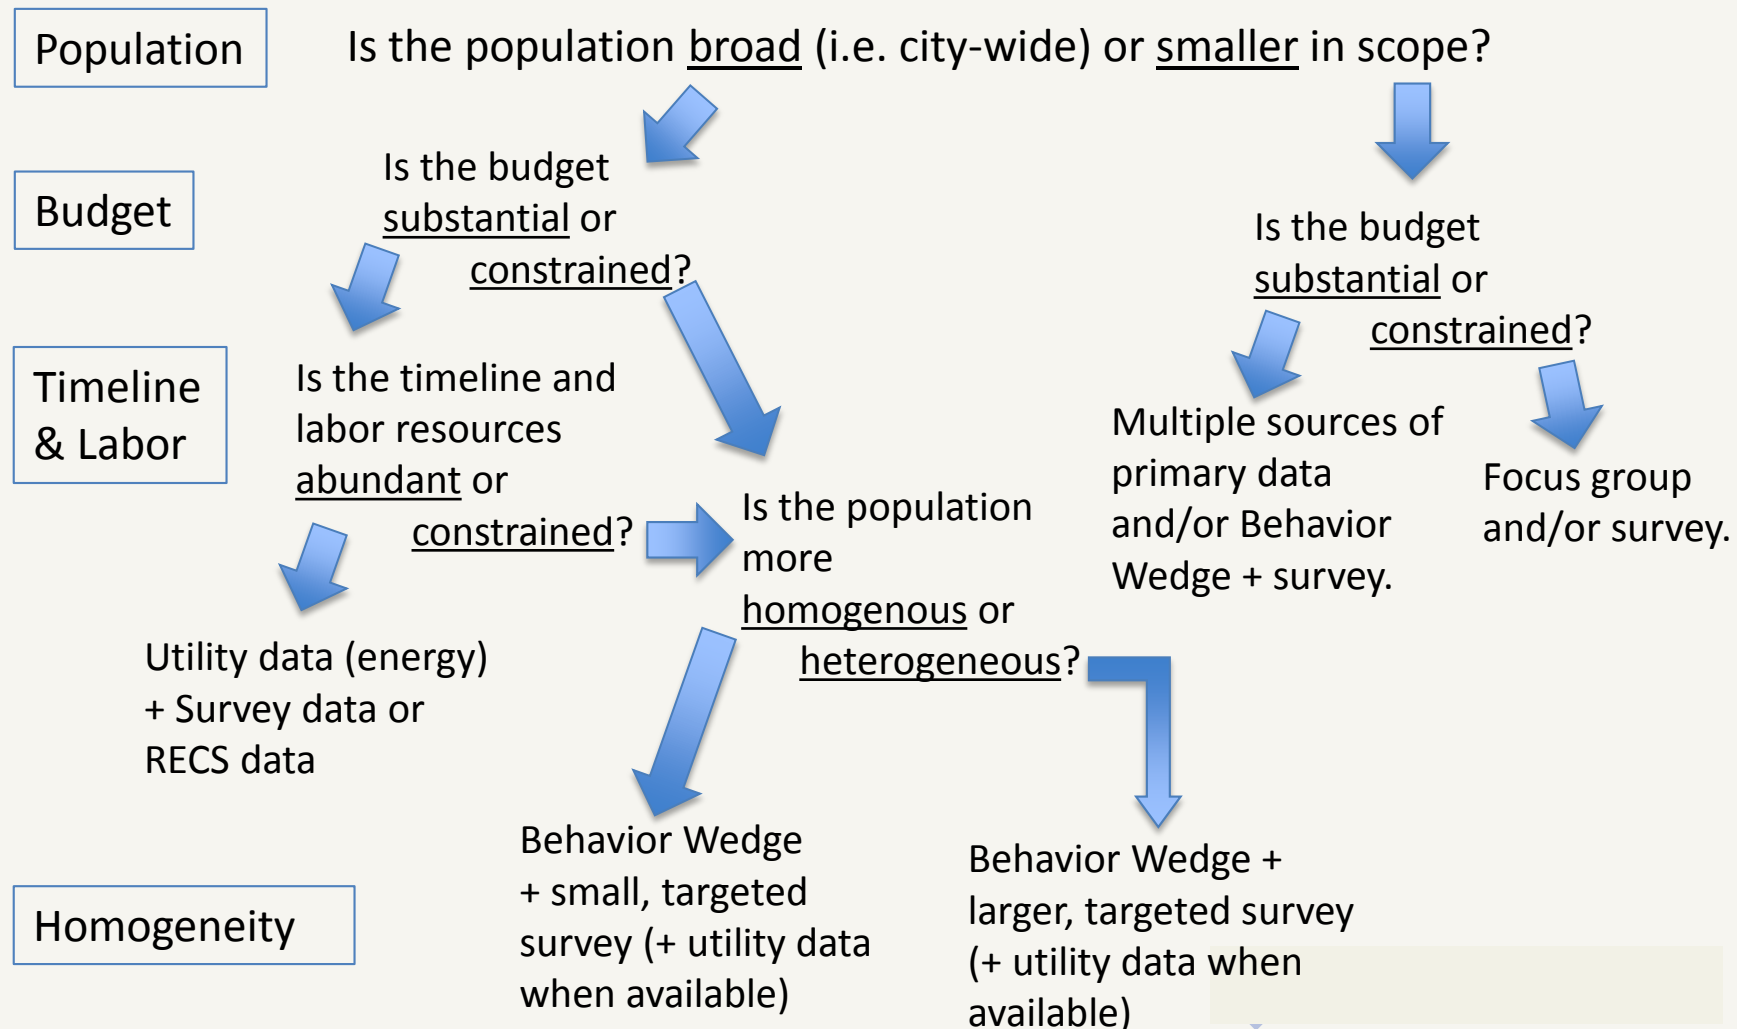 Population
Is the population broad (i.e. city-wide) or smaller in scope?
Budget
Is the budget
substantial or
constrained?
Is the budget
substantial or
constrained?
Timeline
& Labor
Is the timeline and
labor resources
abundant or
constrained?
Is the population
more
homogenous or
heterogeneous?
Multiple sources of
primary data
and/or Behavior
Wedge + survey.
Focus group
and/or survey.
Utility data (energy)
+ Survey data or
RECS data
Homogeneity
Behavior Wedge
+ small, targeted
survey (+ utility data
when available)
Behavior Wedge +
larger, targeted survey
(+ utility data when
available)